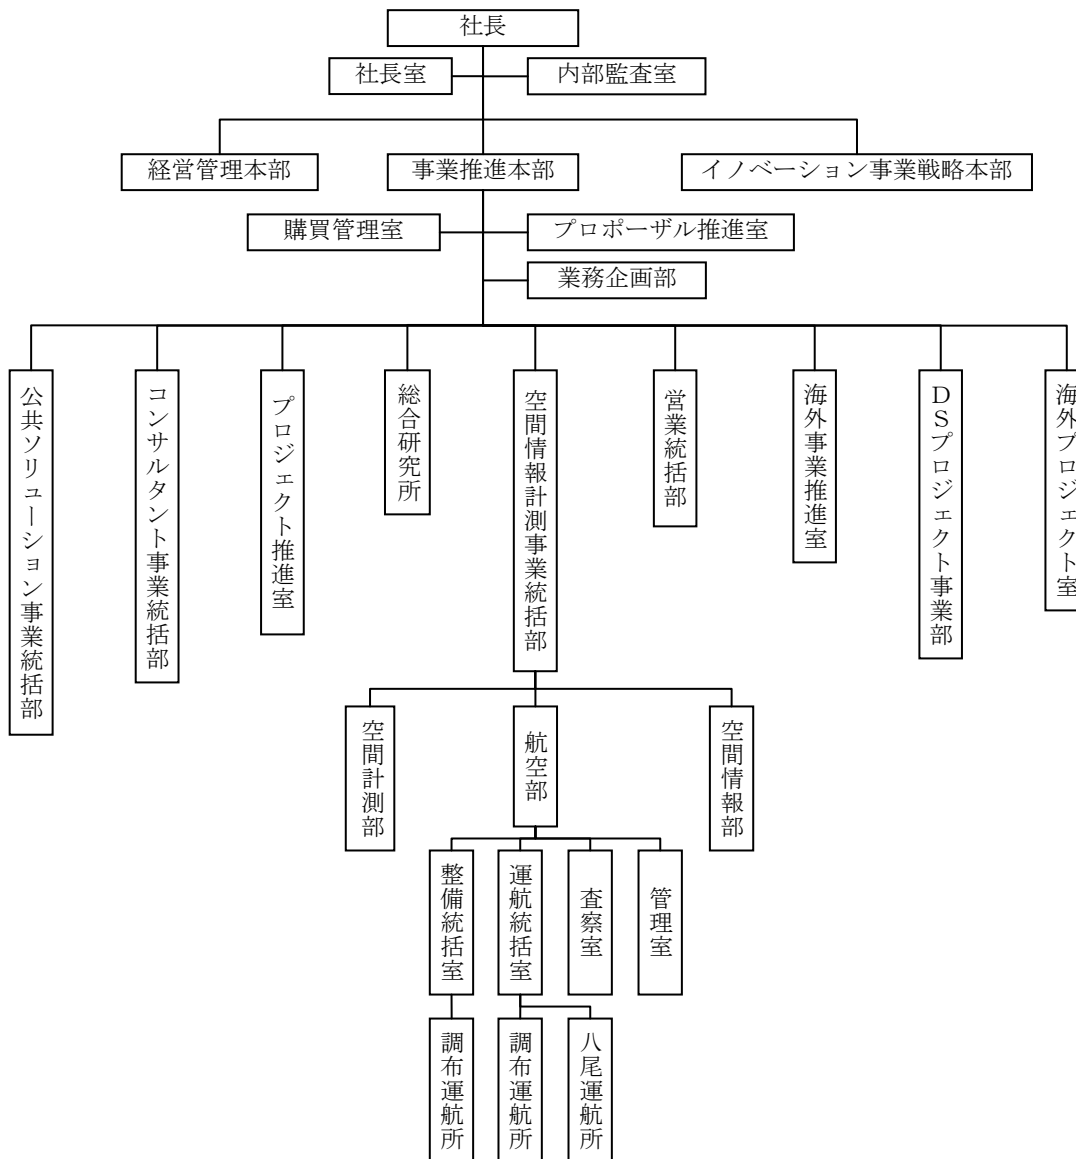 社長
社長室
内部監査室
経営管理本部
事業推進本部
イノベーション事業戦略本部
購買管理室
プロポーザル推進室
業務企画部
公共ソリューション事業統括部
コンサルタント事業統括部
プロジェクト推進室
総合研究所
空間情報計測事業統括部
営業統括部
海外事業推進室
DSプロジェクト事業部
海外プロジェクト室
空間計測部
航空部
空間情報部
整備統括室
運航統括室
査察室
管理室
調布運航所
調布運航所
八尾運航所